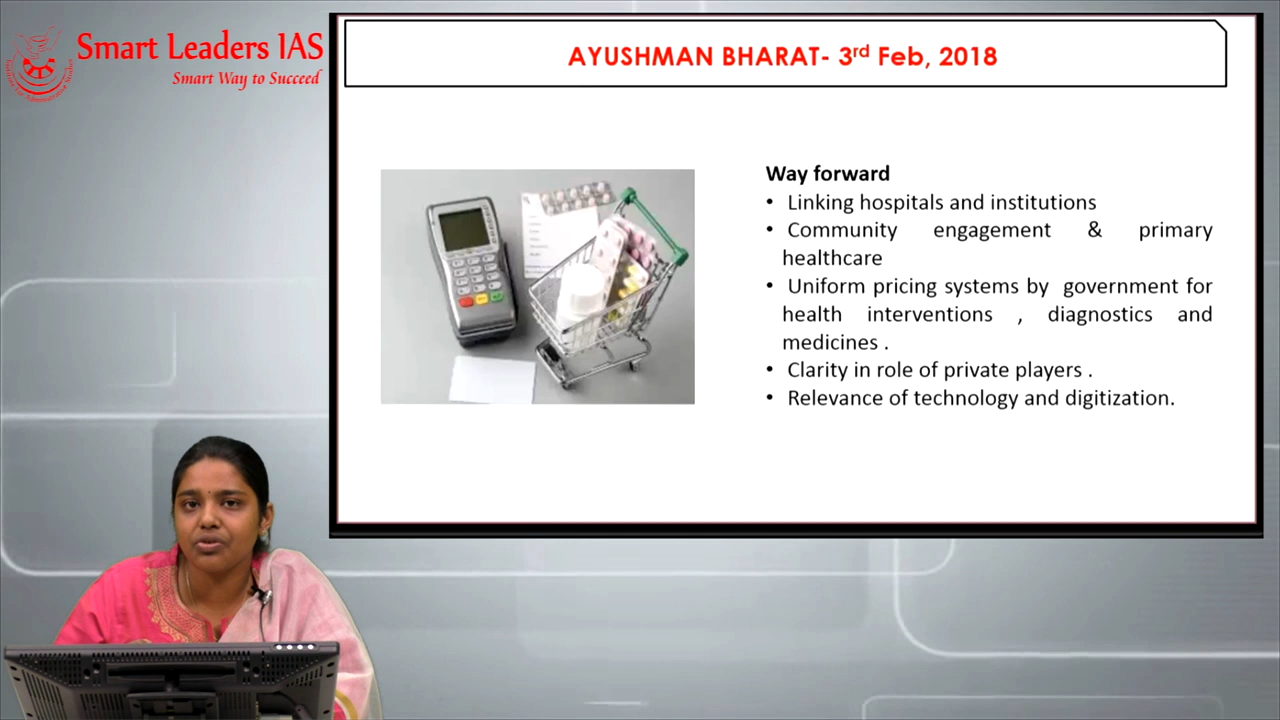 Smart Leaders IAS
Smart Way to Succeed
AYUSHMAN BHARAT- 3rd Feb, 2018
Way forward
• Linking hospitals and institutions
• Community engagement & primary
healthcare
• Uniform pricing systems by government for
health interventions , diagnostics and
medicines .
• Clarity in role of private players .
• Relevance of technology and digitization.